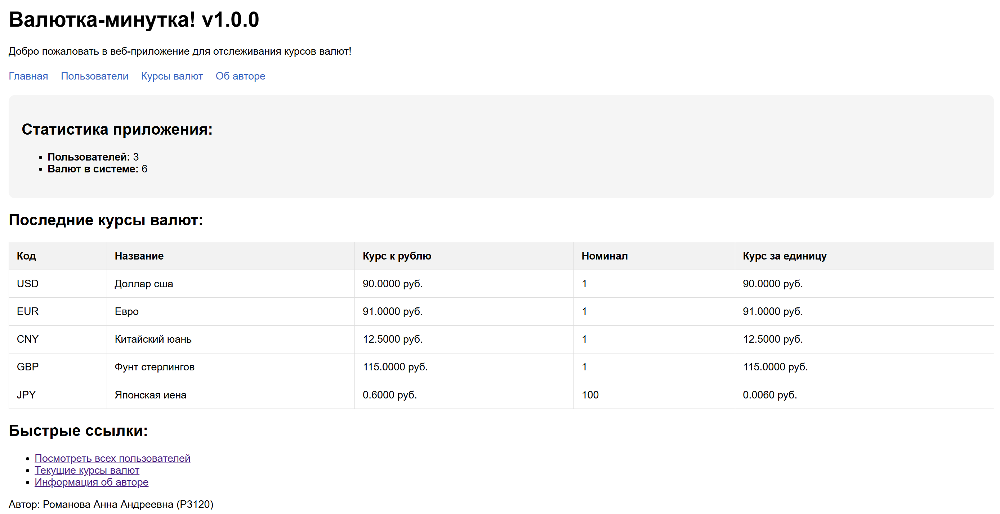 Валютка-минутка! v1.0.0
Добро пожаловать в веб-приложение для отслеживания курсов валют!
Главная Пользователи Курсы валют Об авторе
Статистика приложения:
• Пользователей: 3
• Валют в системе: 6
Последние курсы валют:
Код Название Курс к рублю Номинал Курс за единицу
USD Доллар сша 90.0000 руб. 1 90.0000 руб.
EUR Евро 91.0000 руб. 1 91.0000 руб.
CNY Китайский юань 12.5000 руб. 1 12.5000 руб.
GBP Фунт стерлингов 115.0000 руб. 1 115.0000 руб.
JPY Японская иена 0.6000 руб. 100 0.0060 руб.
Быстрые ссылки:
• Посмотреть всех пользователей
• Текущие курсы валют
• Информация об авторе
Автор: Романова Анна Андреевна (P3120)